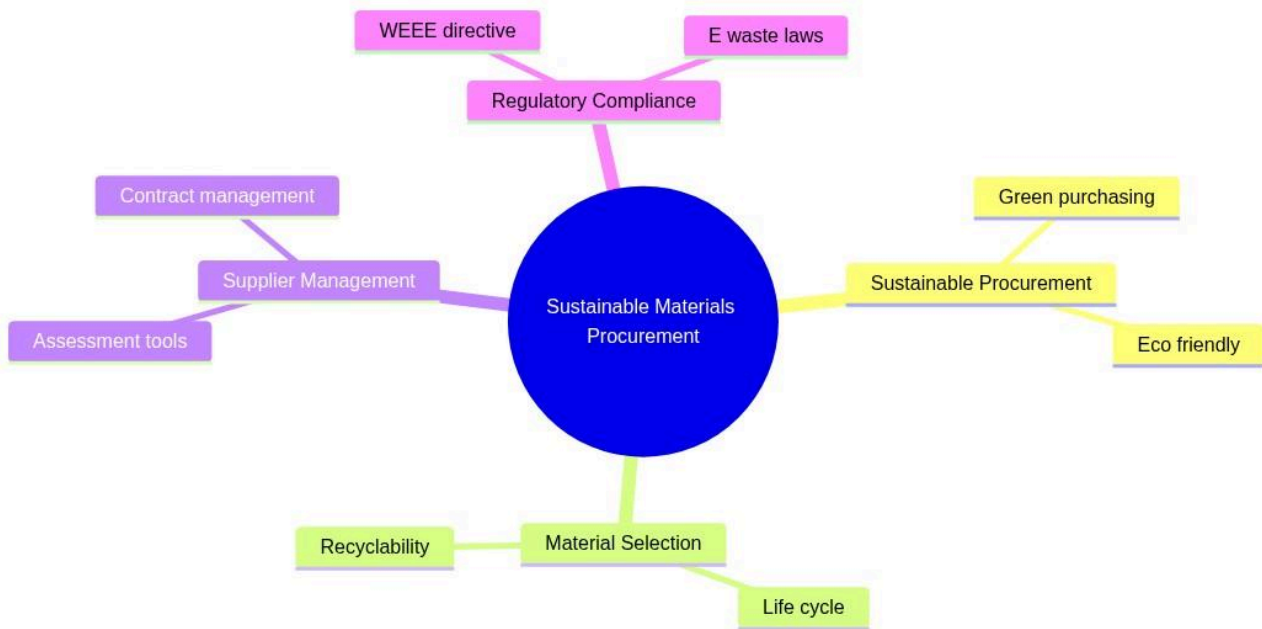 WEEE directive
E waste laws
Regulatory Compliance
Contract management
Green purchasing
Supplier Management
Sustainable Procurement
Sustainable Materials
Procurement
Assessment tools
Eco friendly
Recyclability
Material Selection
Life cycle